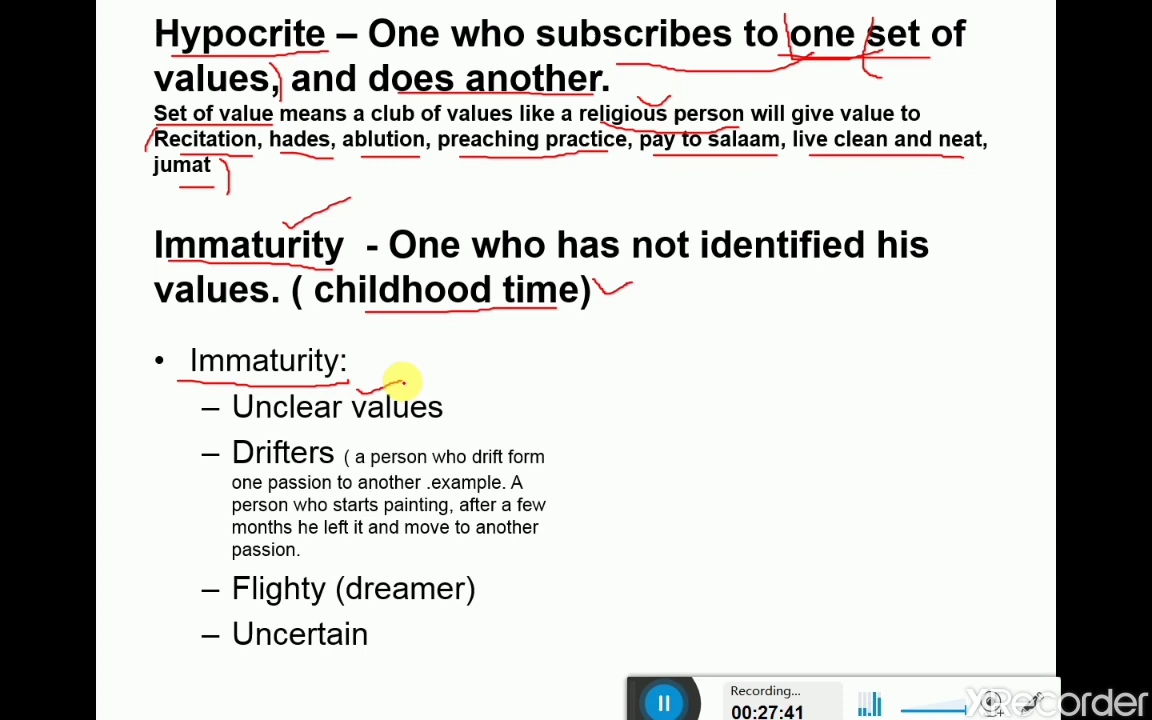 Hypocrite – One who subscribes to one set of
values, and does another.
Set of value means a club of values like a religious person will give value to
Recitation, hades, ablution, preaching practice, pay to salaam, live clean and neat,
jumat
Immaturity - One who has not identified his
values. ( childhood time)
• Immaturity:
– Unclear values
– Drifters ( a person who drift form
one passion to another .example. A
person who starts painting, after a few
months he left it and move to another
passion.
– Flighty (dreamer)
– Uncertain
Recording...
00:27:41
XRecorder